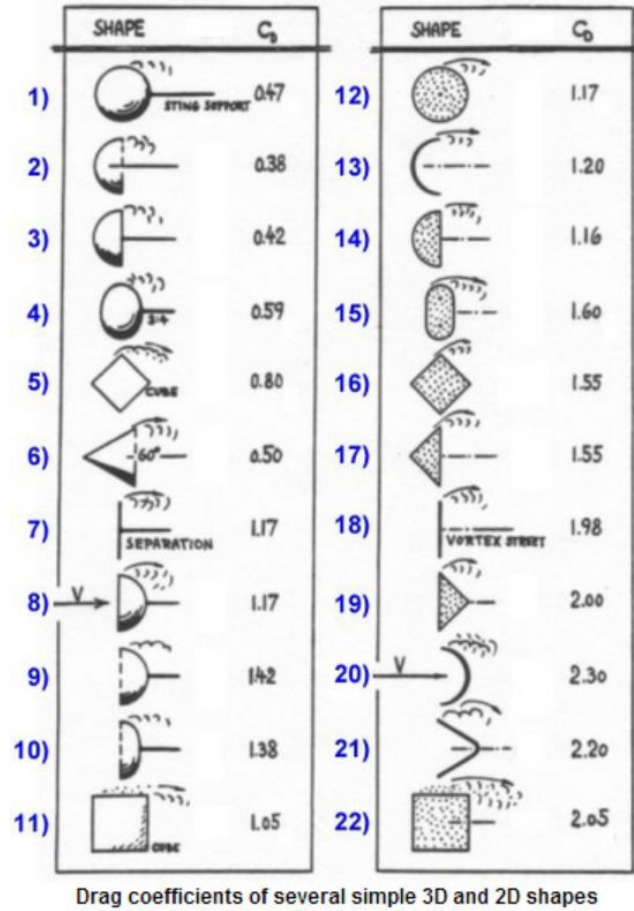 SHAPE C_D
1) STING SUPPORT 0.47
2) 0.38
3) 0.42
4) 3:4 0.59
5) CUBE 0.80
6) 60° 0.50
7) SEPARATION 1.17
8) V 1.17
9) 1.42
10) 1.38
11) CUBE 1.05
SHAPE C_D
12) 1.17
13) 1.20
14) 1.16
15) 1.60
16) 1.55
17) 1.55
18) VORTEX STREET 1.98
19) 2.00
20) V 2.30
21) 2.20
22) 2.05
Drag coefficients of several simple 3D and 2D shapes